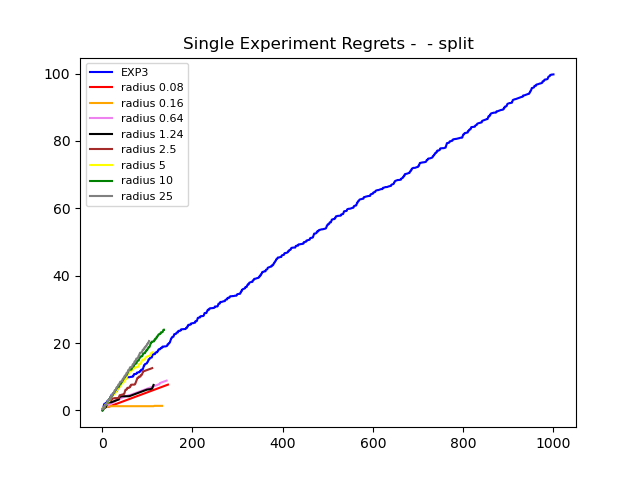 Single Experiment Regrets -  - split
EXP3
radius 0.08
radius 0.16
radius 0.64
radius 1.24
radius 2.5
radius 5
radius 10
radius 25
100
80
60
40
20
0
0 200 400 600 800 1000